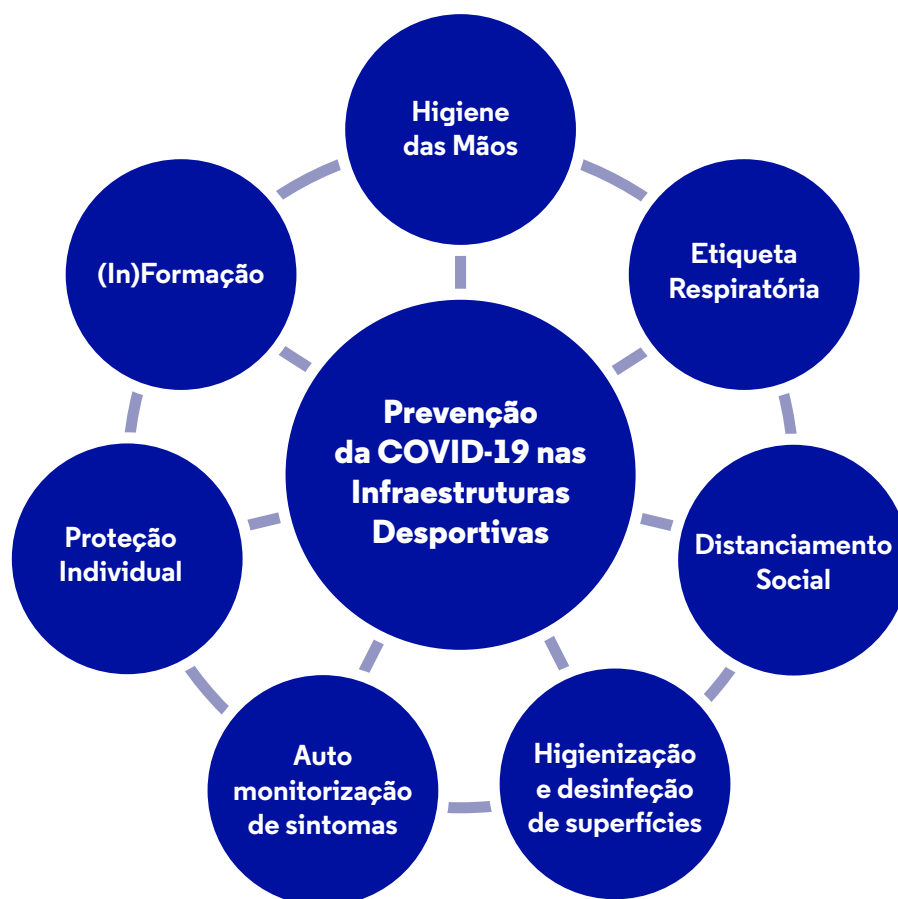 Higiene
das Mãos
Etiqueta
Respiratória
Distanciamento
Social
Higienização
e desinfeção
de superfícies
Auto
monitorização
de sintomas
Proteção
Individual
(In)Formação
Prevenção
da COVID-19 nas
Infraestruturas
Desportivas